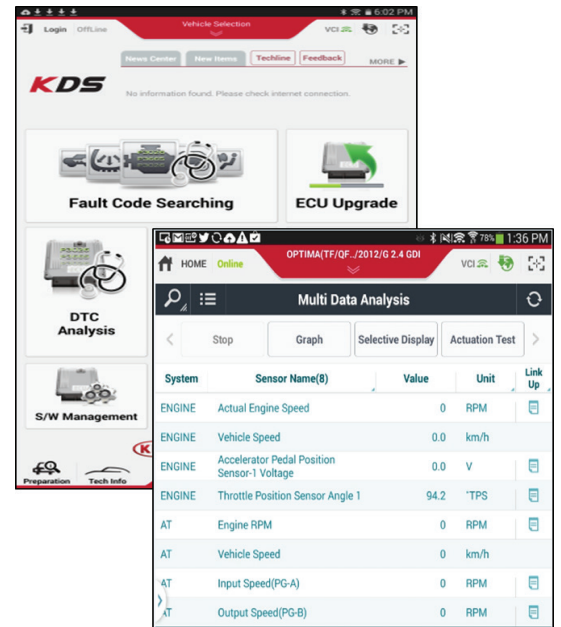 6:02 PM
Login OffLine
Vehicle Selection
VCI
News Center New Items Techline Feedback MORE ▶
KDS
No information found. Please check internet connection.
Fault Code Searching
ECU Upgrade
DTC
Analysis
S/W Management
Preparation Tech Info
78% 1:36 PM
HOME Online
OPTIMA(TF/QF../2012/G 2.4 GDI
VCI
Multi Data Analysis
Stop Graph Selective Display Actuation Test
System Sensor Name(8) Value Unit Link
Up
ENGINE Actual Engine Speed 0 RPM
ENGINE Vehicle Speed 0.0 km/h
ENGINE Accelerator Pedal Position
Sensor-1 Voltage 0.0 V
ENGINE Throttle Position Sensor Angle 1 94.2 °TPS
AT Engine RPM 0 RPM
AT Vehicle Speed 0 km/h
AT Input Speed(PG-A) 0 RPM
AT Output Speed(PG-B) 0 RPM